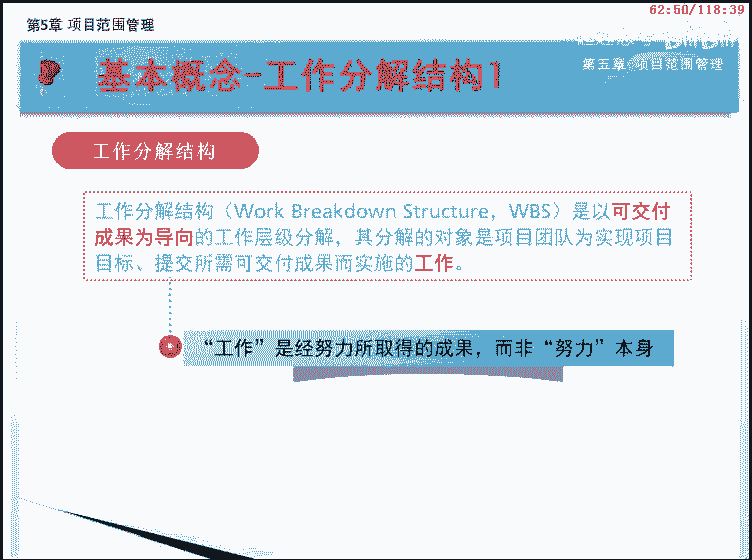 62:50/118:39
第5章 项目范围管理
基本概念-工作分解结构1
第五章 项目范围管理
工作分解结构
工作分解结构（Work Breakdown Structure，WBS）是以可交付
成果为导向的工作层级分解，其分解的对象是项目团队为实现项目
目标、提交所需可交付成果而实施的工作。
“工作”是经努力所取得的成果，而非“努力”本身